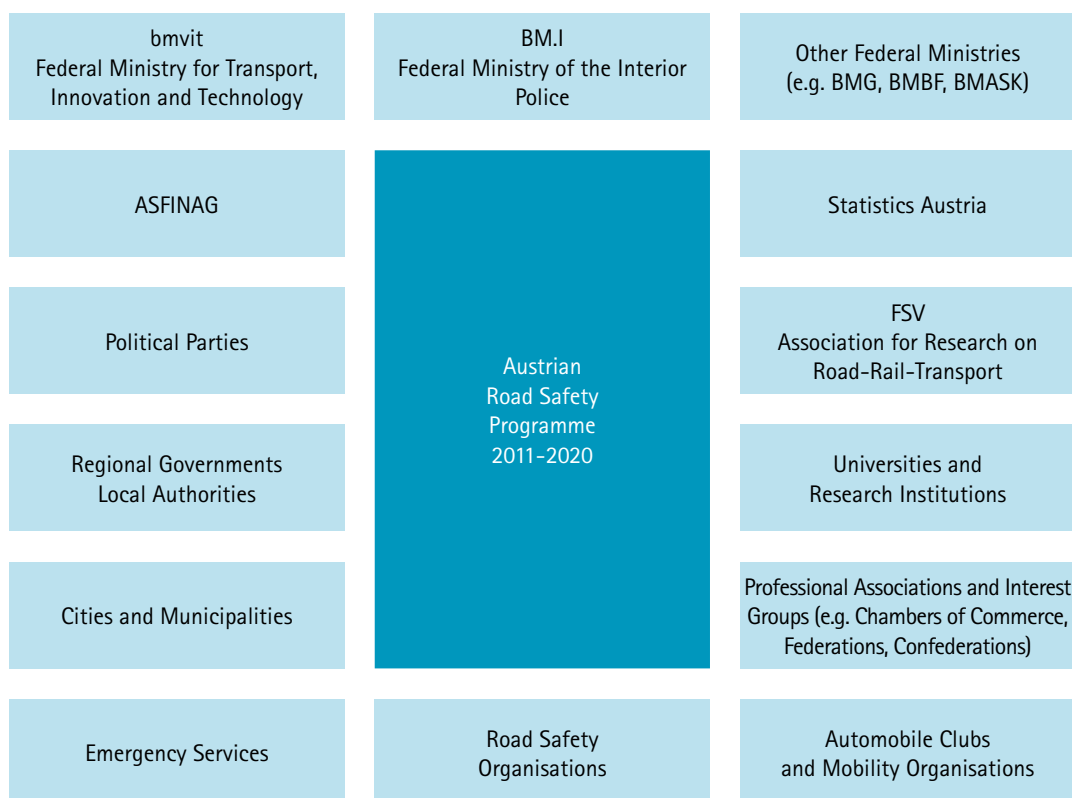 bmvit
Federal Ministry for Transport,
Innovation and Technology
BM.I
Federal Ministry of the Interior
Police
Other Federal Ministries
(e.g. BMG, BMBF, BMASK)
ASFINAG
Statistics Austria
Political Parties
Austrian
Road Safety
Programme
2011-2020
FSV
Association for Research on
Road-Rail-Transport
Regional Governments
Local Authorities
Universities and
Research Institutions
Cities and Municipalities
Professional Associations and Interest
Groups (e.g. Chambers of Commerce,
Federations, Confederations)
Emergency Services
Road Safety
Organisations
Automobile Clubs
and Mobility Organisations